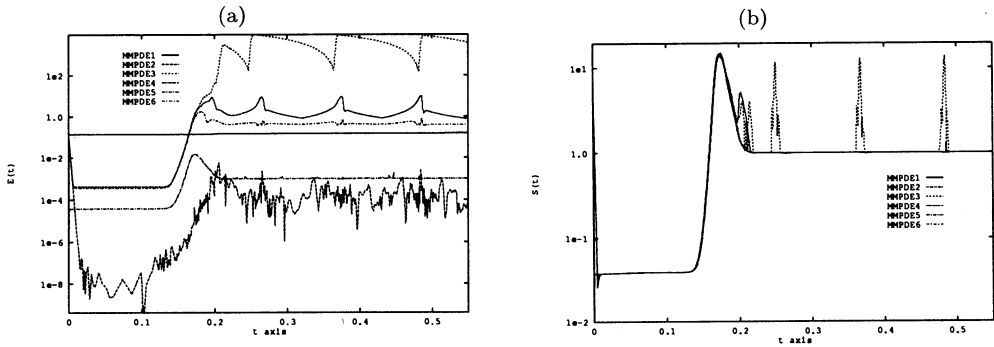 (a)
MMPDE1
MMPDE2
MMPDE3
MMPDE4
MMPDE5
MMPDE6
1e2
1.0
1e-2
1e-4
1e-6
1e-8
E(t)
0
0.1
0.2
0.3
0.4
0.5
t axis
(b)
1e1
1.0
1e-1
1e-2
S(t)
MMPDE1
MMPDE2
MMPDE3
MMPDE4
MMPDE5
MMPDE6
0
0.1
0.2
0.3
0.4
0.5
t axis